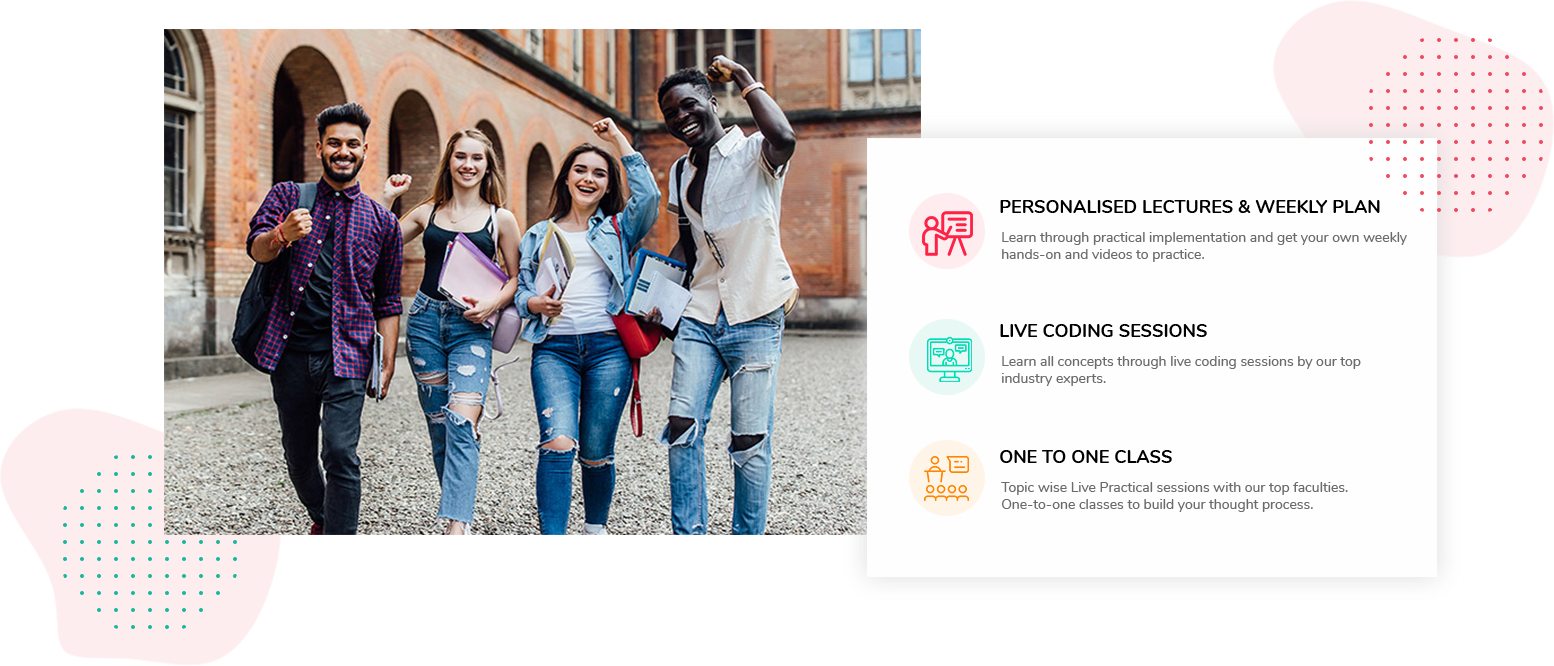 PERSONALISED LECTURES & WEEKLY PLAN
Learn through practical implementation and get your own weekly
hands-on and videos to practice.
LIVE CODING SESSIONS
Learn all concepts through live coding sessions by our top
industry experts.
ONE TO ONE CLASS
Topic wise Live Practical sessions with our top faculties.
One-to-one classes to build your thought process.